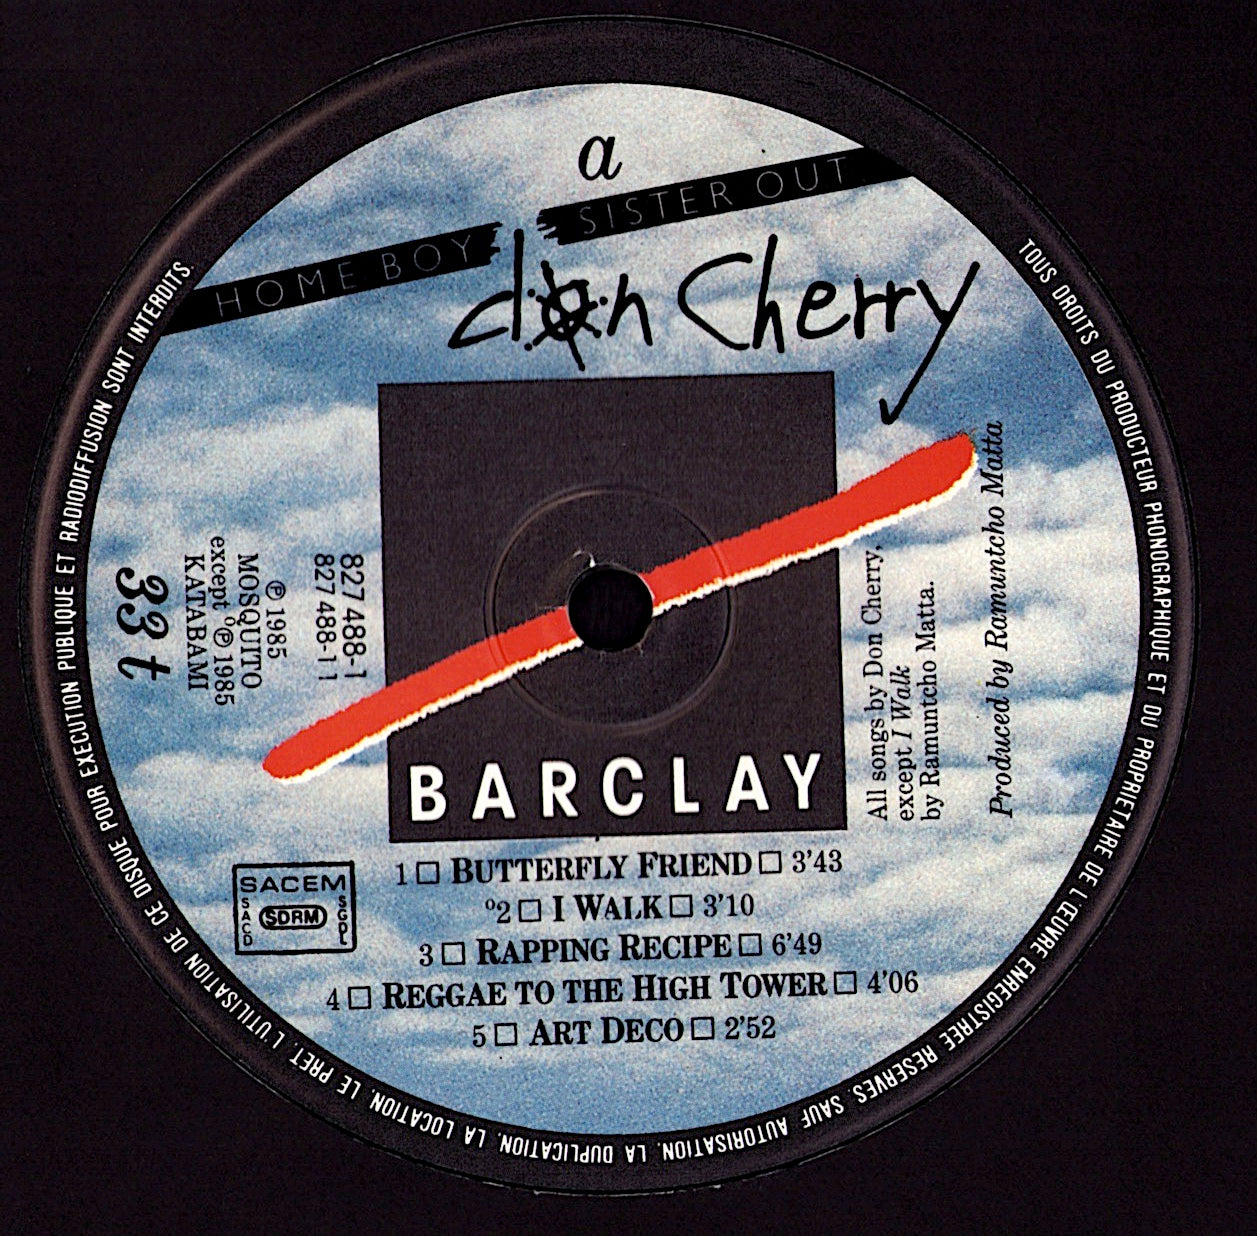 a
HOME BOY SISTER OUT
don Cherry
BARCLAY
827 488-1
827 488-1 1
℗ 1985
MOSQUITO
except °℗ 1985
KATABAMI
33 t
All songs by Don Cherry,
except I Walk
by Ramuntcho Matta.
Produced by Ramuntcho Matta
SACEM
SACD
SDRM
SGDL
1 □ BUTTERFLY FRIEND □ 3'43
°2 □ I WALK □ 3'10
3 □ RAPPING RECIPE □ 6'49
4 □ REGGAE TO THE HIGH TOWER □ 4'06
5 □ ART DECO □ 2'52
TOUS DROITS DU PRODUCTEUR PHONOGRAPHIQUE ET DU PROPRIETAIRE DE L'ŒUVRE ENREGISTREE RESERVES. SAUF AUTORISATION, LA DUPLICATION, LA LOCATION, LE PRET, L'UTILISATION DE CE DISQUE POUR EXECUTION PUBLIQUE ET RADIODIFFUSION SONT INTERDITS.